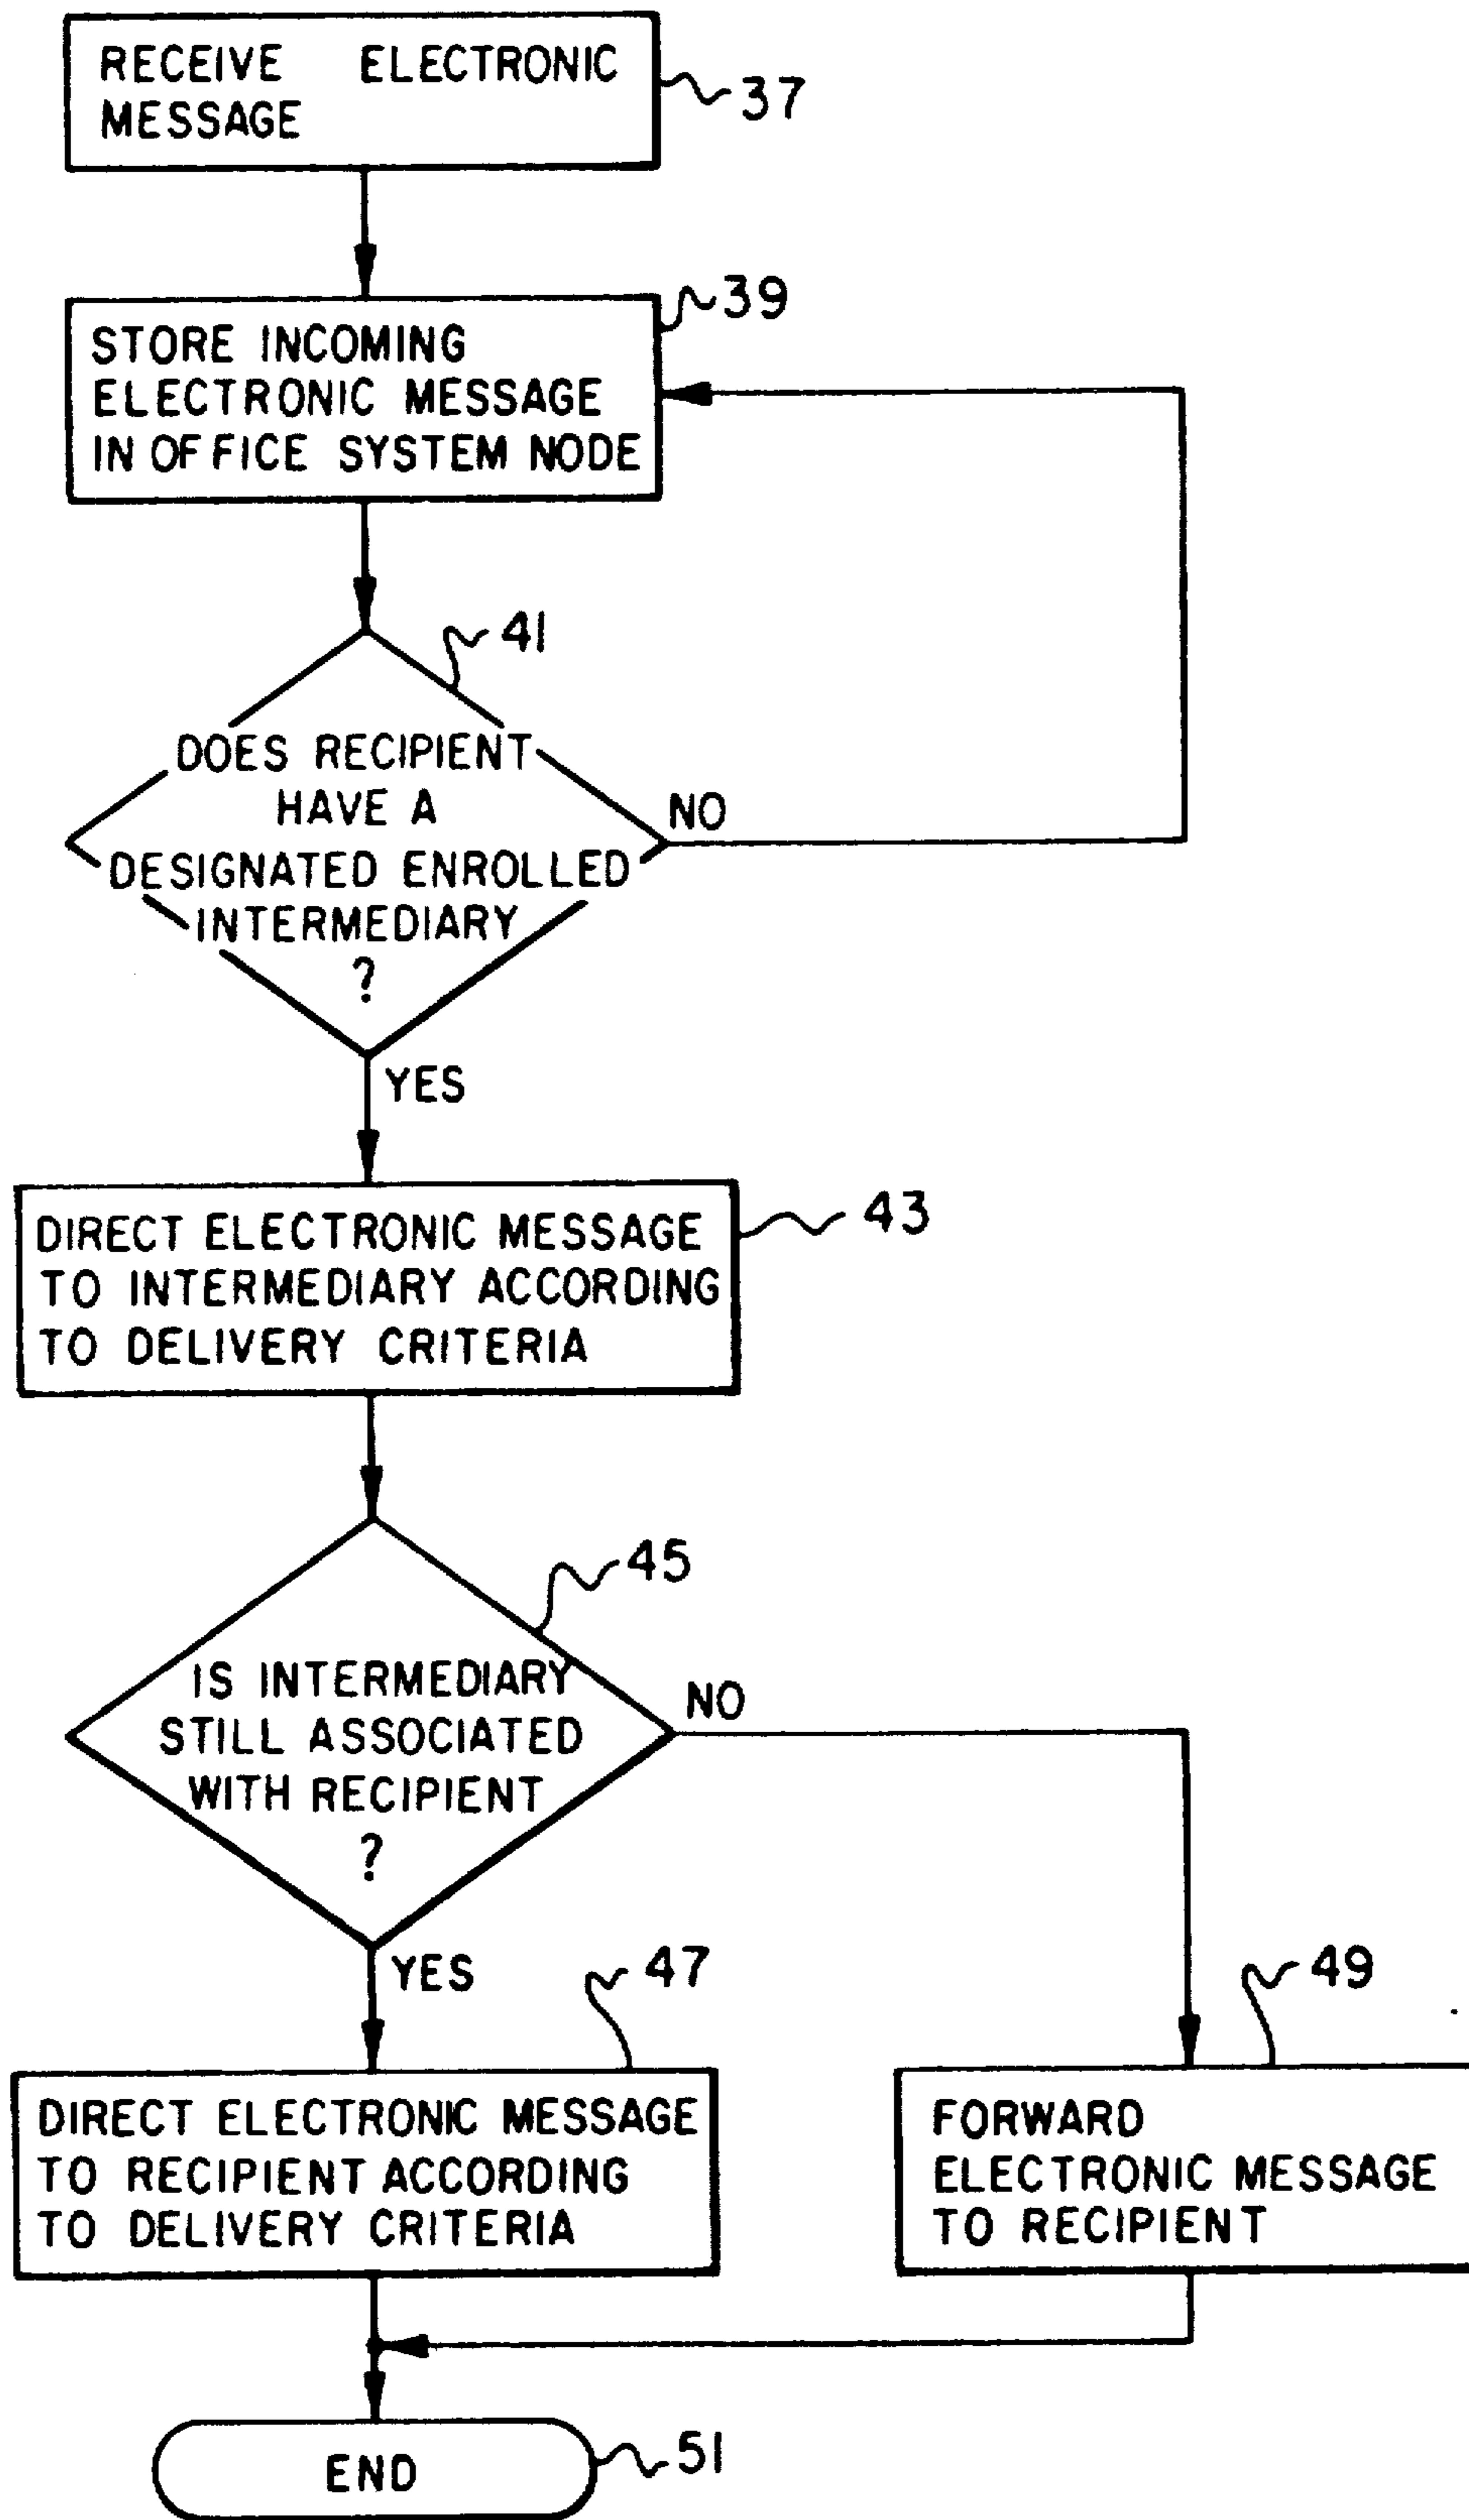 RECEIVE ELECTRONIC
MESSAGE
37
39
STORE INCOMING
ELECTRONIC MESSAGE
IN OFFICE SYSTEM NODE
41
DOES RECIPIENT
HAVE A
DESIGNATED ENROLLED
INTERMEDIARY
?
NO
YES
43
DIRECT ELECTRONIC MESSAGE
TO INTERMEDIARY ACCORDING
TO DELIVERY CRITERIA
45
IS INTERMEDIARY
STILL ASSOCIATED
WITH RECIPIENT
?
NO
YES
47
49
DIRECT ELECTRONIC MESSAGE
TO RECIPIENT ACCORDING
TO DELIVERY CRITERIA
FORWARD
ELECTRONIC MESSAGE
TO RECIPIENT
END
51